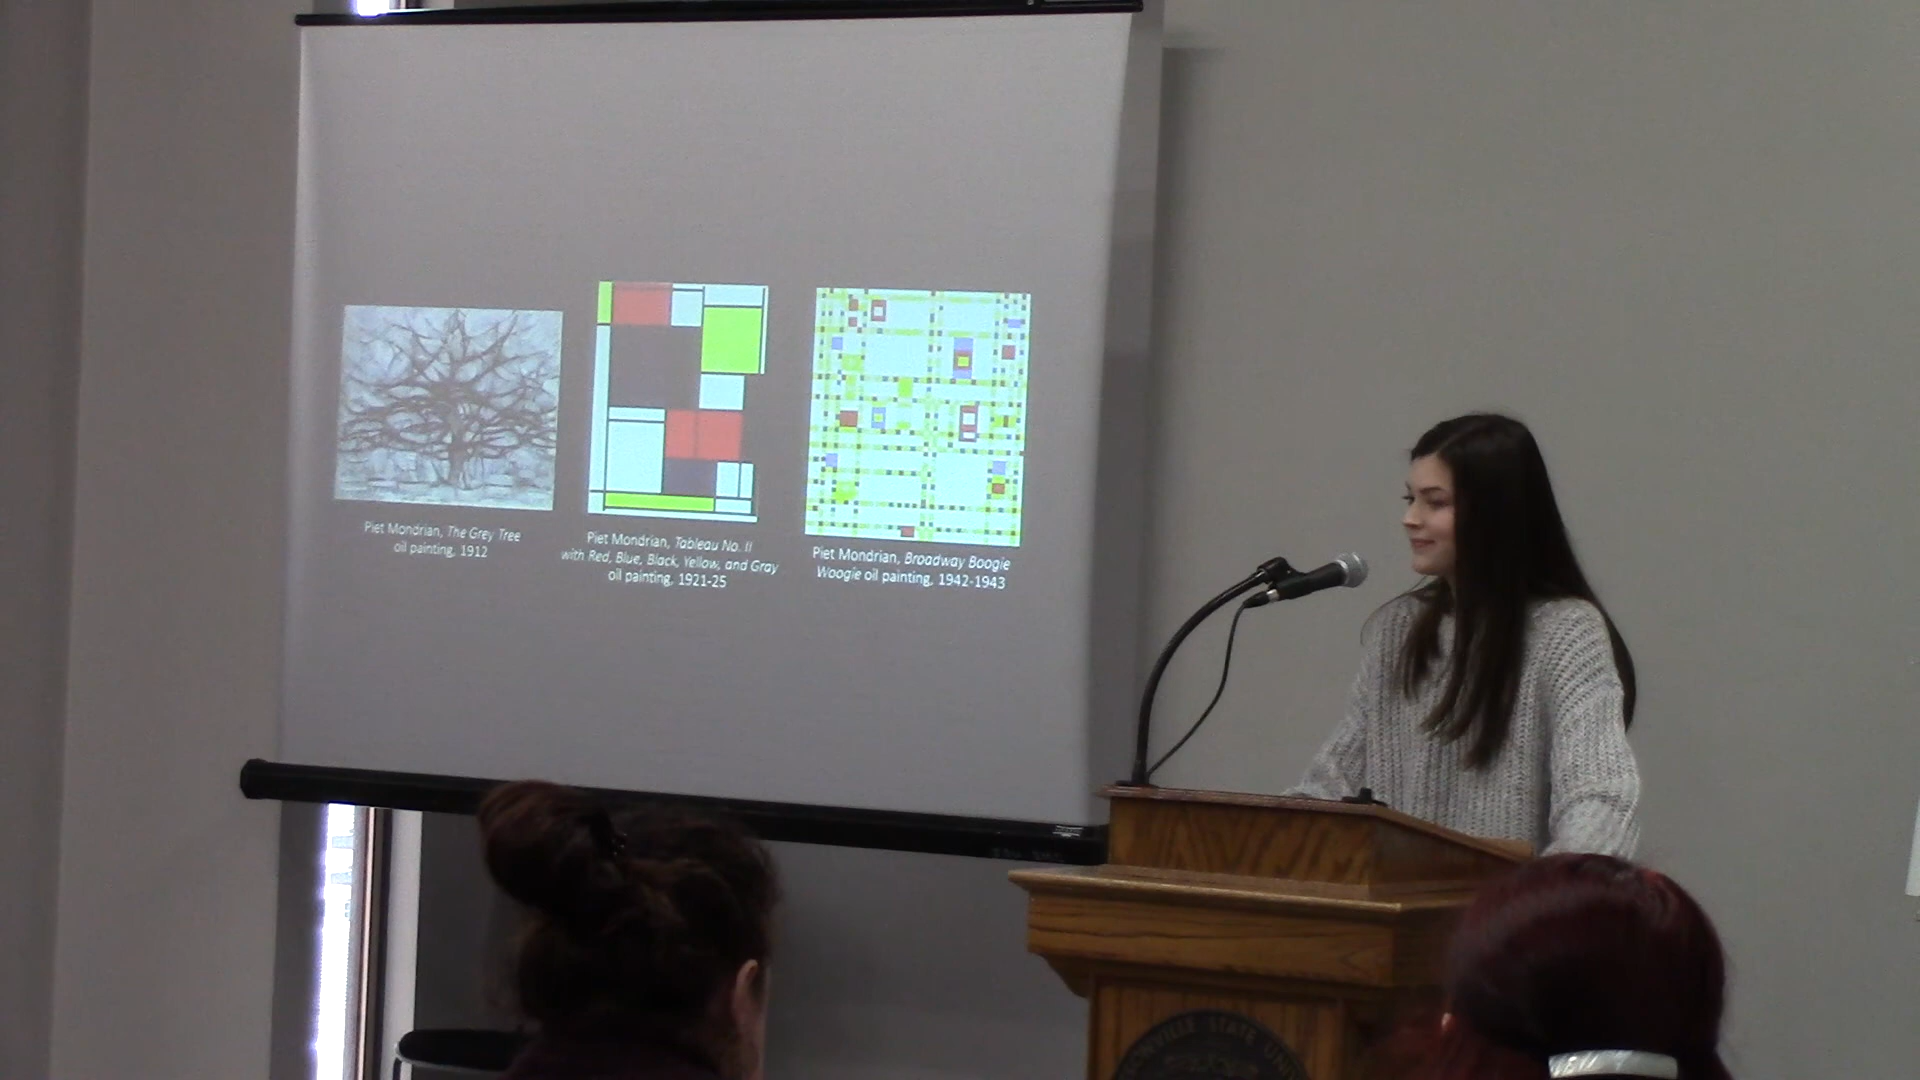 Piet Mondrian, The Grey Tree
oil painting, 1912
Piet Mondrian, Tableau No. II
with Red, Blue, Black, Yellow, and Gray
oil painting, 1921-25
Piet Mondrian, Broadway Boogie
Woogie oil painting, 1942-1943
STATE